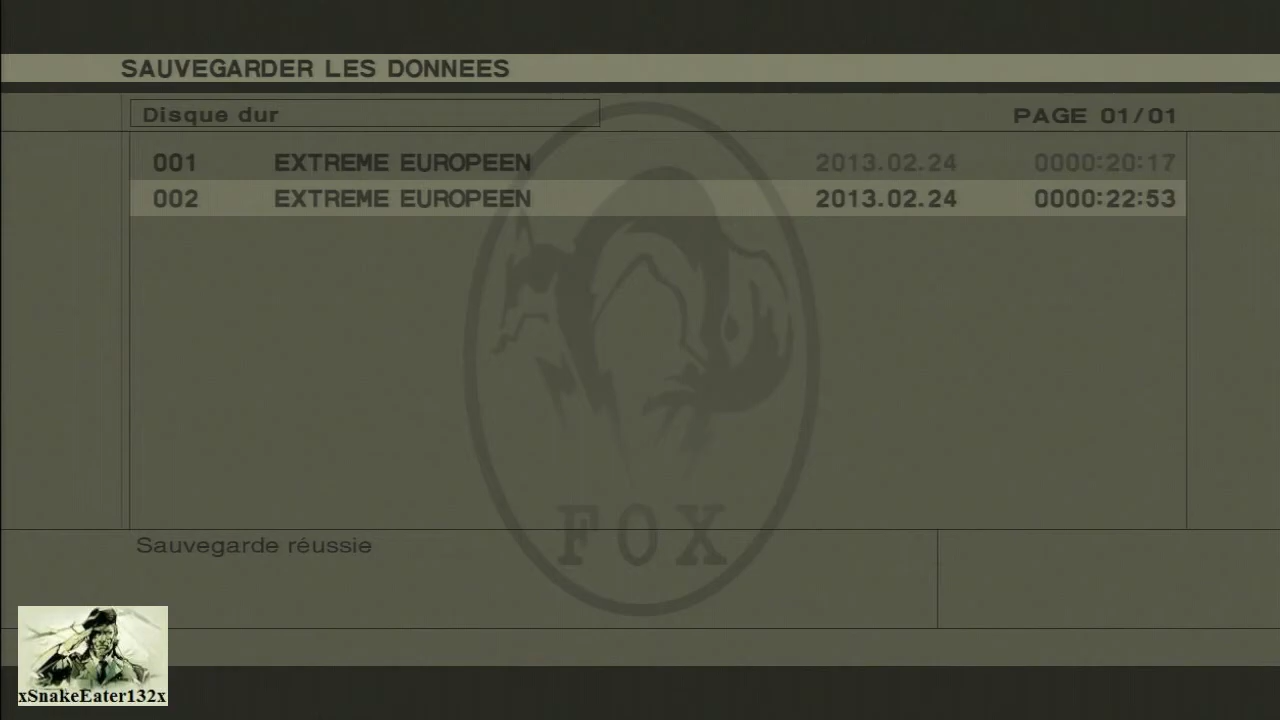 SAUVEGARDER LES DONNEES
Disque dur PAGE 01/01
001 EXTREME EUROPEEN 2013.02.24 0000:20:17
002 EXTREME EUROPEEN 2013.02.24 0000:22:53
FOX
Sauvegarde réussie
xSnakeEater132x